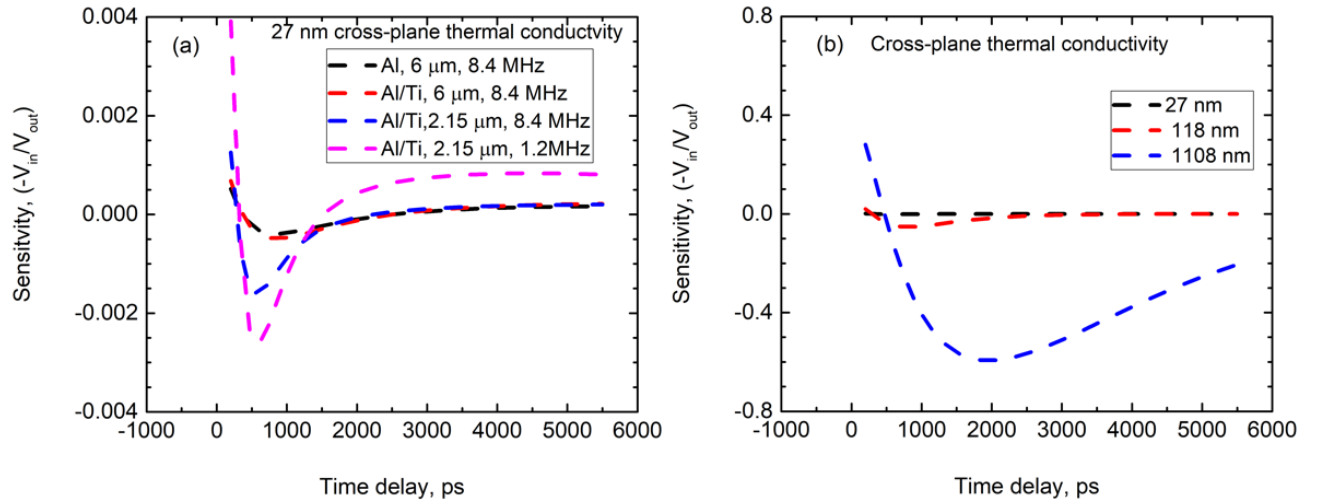 (a)
27 nm cross-plane thermal conductvity
Al, 6 μm, 8.4 MHz
Al/Ti, 6 μm, 8.4 MHz
Al/Ti,2.15 μm, 8.4 MHz
Al/Ti, 2.15 μm, 1.2MHz
0.004
0.002
0.000
-0.002
-0.004
Sensitivity, (-V_in/V_out)
-1000 0 1000 2000 3000 4000 5000 6000
Time delay, ps
(b)
Cross-plane thermal conductivity
27 nm
118 nm
1108 nm
0.8
0.4
0.0
-0.4
-0.8
Sensitivity, (-V_in/V_out)
-1000 0 1000 2000 3000 4000 5000 6000
Time delay, ps